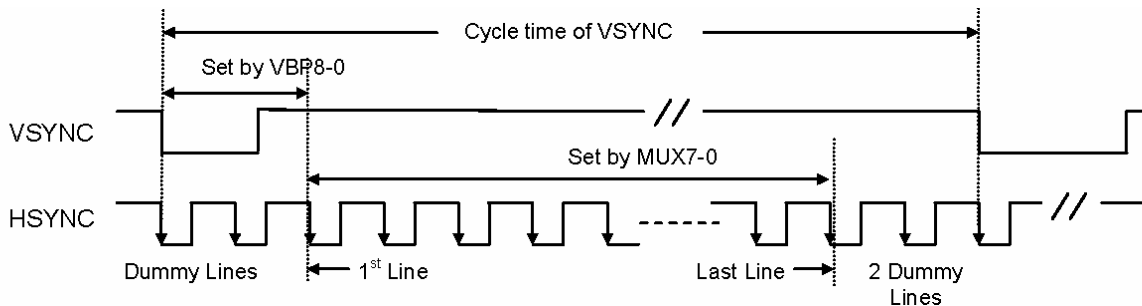 Cycle time of VSYNC
Set by VBP8-0
VSYNC
Set by MUX7-0
HSYNC
Dummy Lines
1st Line
Last Line
2 Dummy
Lines